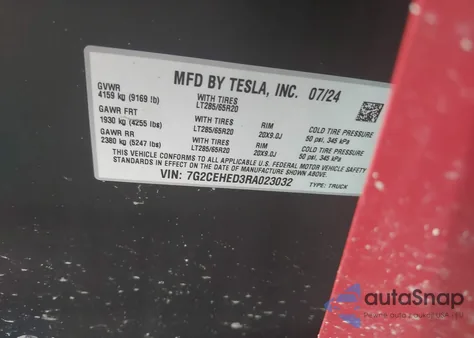 MFD BY TESLA, INC. 07/24
GVWR
4159 kg (9169 lb)
WITH TIRES
LT285/65R20
GAWR FRT
1930 kg (4255 lbs)
WITH TIRES
LT285/65R20
RIM
20X9.0J
COLD TIRE PRESSURE
50 psi, 345 kPa
GAWR RR
2380 kg (5247 lbs)
WITH TIRES
LT285/65R20
RIM
20X9.0J
COLD TIRE PRESSURE
50 psi, 345 kPa
THIS VEHICLE CONFORMS TO ALL APPLICABLE U.S. FEDERAL MOTOR VEHICLE SAFETY
STANDARDS IN EFFECT ON THE DATE OF MANUFACTURE SHOWN ABOVE.
VIN: 7G2CEHED3RA023032
TYPE: TRUCK
autoSnap